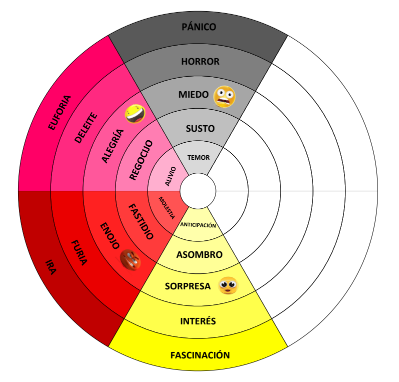 PÁNICO
HORROR
MIEDO
SUSTO
TEMOR
EUFORIA
DELEITE
ALEGRÍA
REGOCIJO
ALIVIO
IRA
FURIA
ENOJO
FASTIDIO
MOLESTIA
ANTICIPACIÓN
ASOMBRO
SORPRESA
INTERÉS
FASCINACIÓN